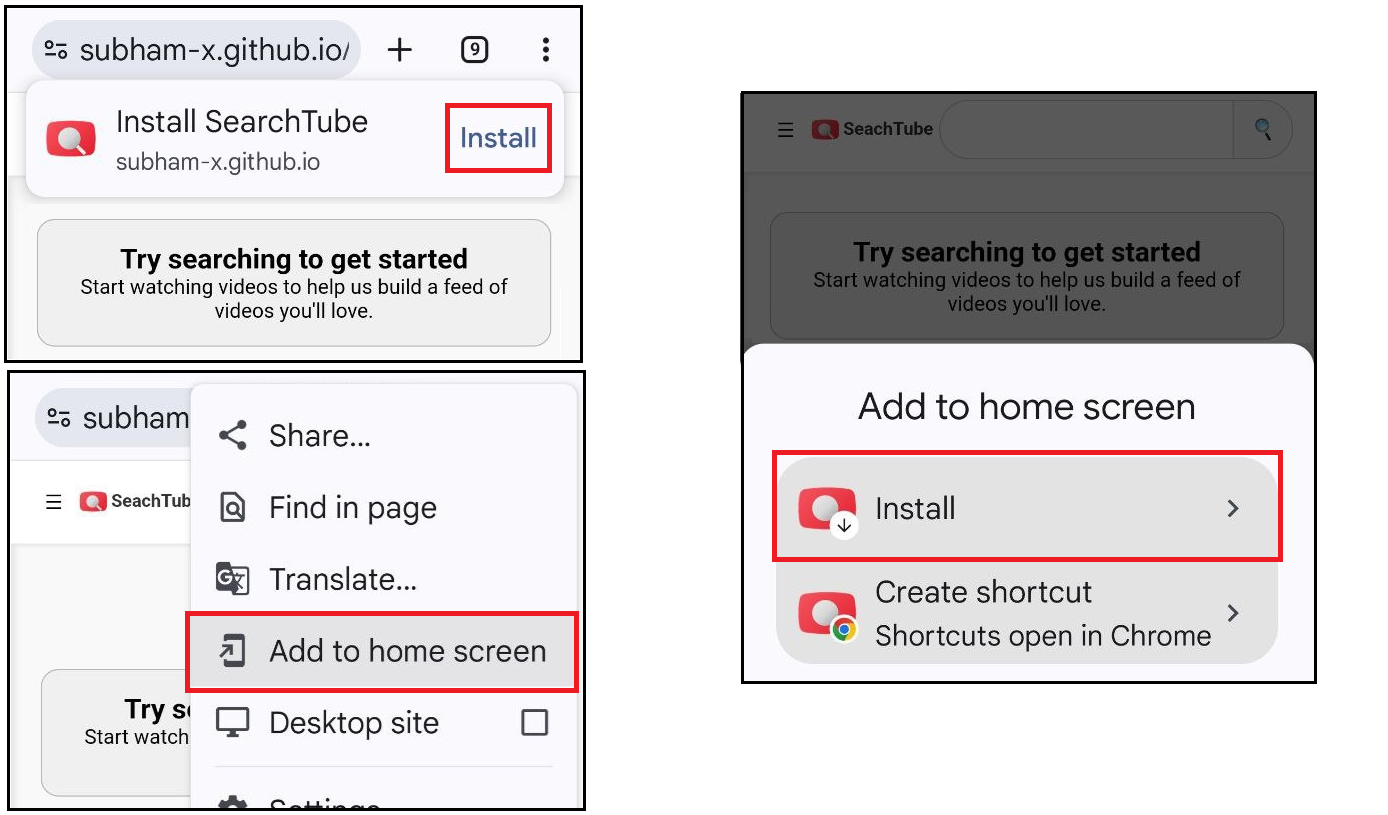 subham-x.github.io/
9
Install SearchTube
subham-x.github.io
Install
Try searching to get started
Start watching videos to help us build a feed of
videos you'll love.
subham
SeachTub
Try s
Start watch
Share...
Find in page
Translate...
Add to home screen
Desktop site
Settings
SeachTube
Try searching to get started
Start watching videos to help us build a feed of
videos you'll love.
Add to home screen
Install
Create shortcut
Shortcuts open in Chrome